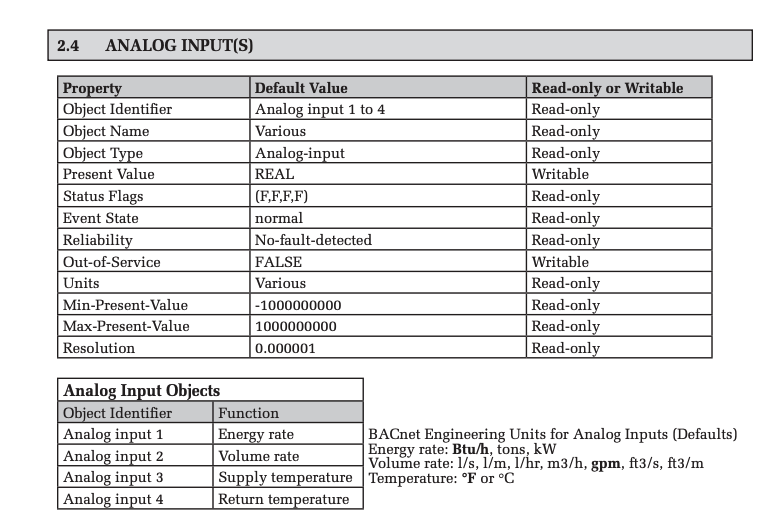 2.4 ANALOG INPUT(S)
Property Default Value Read-only or Writable
Object Identifier Analog input 1 to 4 Read-only
Object Name Various Read-only
Object Type Analog-input Read-only
Present Value REAL Writable
Status Flags (F,F,F,F) Read-only
Event State normal Read-only
Reliability No-fault-detected Read-only
Out-of-Service FALSE Writable
Units Various Read-only
Min-Present-Value -1000000000 Read-only
Max-Present-Value 1000000000 Read-only
Resolution 0.000001 Read-only
Analog Input Objects
Object Identifier Function
Analog input 1 Energy rate
Analog input 2 Volume rate
Analog input 3 Supply temperature
Analog input 4 Return temperature
BACnet Engineering Units for Analog Inputs (Defaults)
Energy rate: Btu/h, tons, kW
Volume rate: l/s, l/m, l/hr, m3/h, gpm, ft3/s, ft3/m
Temperature: °F or °C